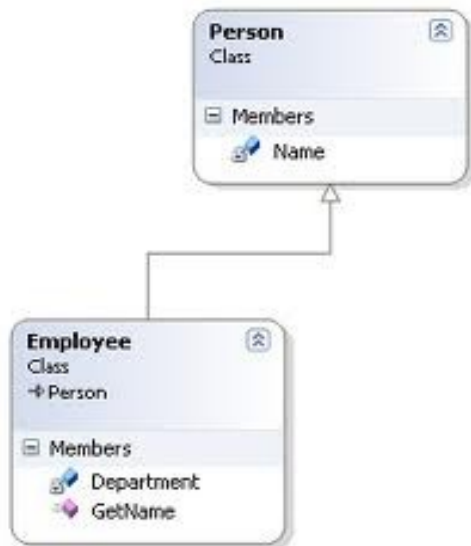 Person
Class
Members
Name
Employee
Class
Person
Members
Department
GetName